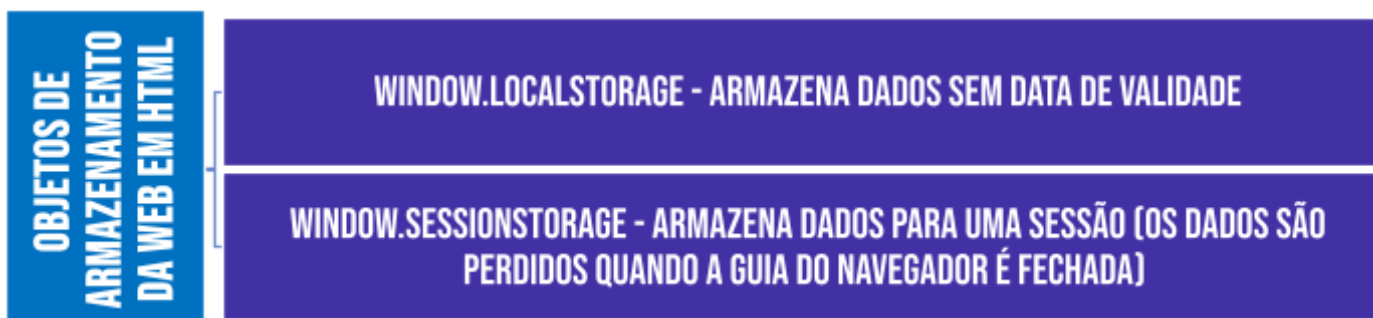 OBJETOS DE
ARMAZENAMENTO
DA WEB EM HTML
WINDOW.LOCALSTORAGE - ARMAZENA DADOS SEM DATA DE VALIDADE
WINDOW.SESSIONSTORAGE - ARMAZENA DADOS PARA UMA SESSÃO (OS DADOS SÃO
PERDIDOS QUANDO A GUIA DO NAVEGADOR É FECHADA)